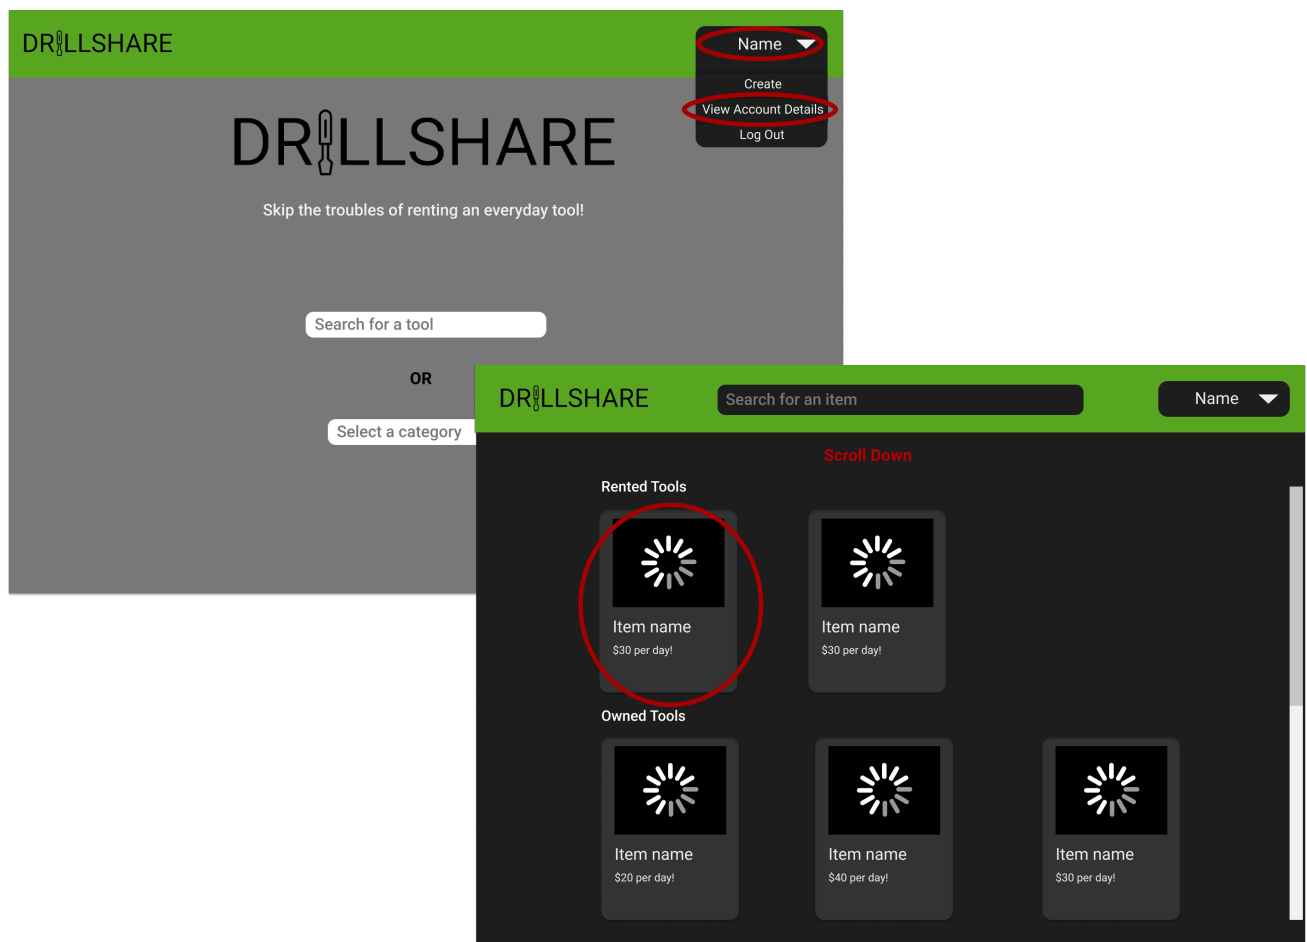 DRILLSHARE
Name
Create
View Account Details
Log Out
DRILLSHARE
Skip the troubles of renting an everyday tool!
Search for a tool
OR
Select a category
DRILLSHARE
Search for an item
Name
Scroll Down
Rented Tools
Item name
$30 per day!
Item name
$30 per day!
Owned Tools
Item name
$20 per day!
Item name
$40 per day!
Item name
$30 per day!